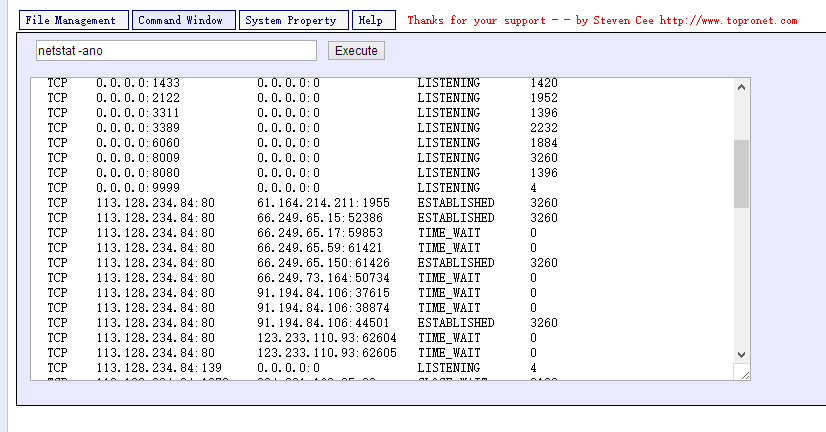 File Management Command Window System Property Help Thanks for your support - - by Steven Cee http://www.topronet.com
netstat -ano Execute
TCP 0.0.0.0:1433 0.0.0.0:0 LISTENING 1420
TCP 0.0.0.0:2122 0.0.0.0:0 LISTENING 1952
TCP 0.0.0.0:3311 0.0.0.0:0 LISTENING 1396
TCP 0.0.0.0:3389 0.0.0.0:0 LISTENING 2232
TCP 0.0.0.0:6060 0.0.0.0:0 LISTENING 1884
TCP 0.0.0.0:8009 0.0.0.0:0 LISTENING 3260
TCP 0.0.0.0:8080 0.0.0.0:0 LISTENING 1396
TCP 0.0.0.0:9999 0.0.0.0:0 LISTENING 4
TCP 113.128.234.84:80 61.164.214.211:1955 ESTABLISHED 3260
TCP 113.128.234.84:80 66.249.65.15:52386 ESTABLISHED 3260
TCP 113.128.234.84:80 66.249.65.17:59853 TIME_WAIT 0
TCP 113.128.234.84:80 66.249.65.59:61421 TIME_WAIT 0
TCP 113.128.234.84:80 66.249.65.150:61426 ESTABLISHED 3260
TCP 113.128.234.84:80 66.249.73.164:50734 TIME_WAIT 0
TCP 113.128.234.84:80 91.194.84.106:37615 TIME_WAIT 0
TCP 113.128.234.84:80 91.194.84.106:38874 TIME_WAIT 0
TCP 113.128.234.84:80 91.194.84.106:44501 ESTABLISHED 3260
TCP 113.128.234.84:80 123.233.110.93:62604 TIME_WAIT 0
TCP 113.128.234.84:80 123.233.110.93:62605 TIME_WAIT 0
TCP 113.128.234.84:139 0.0.0.0:0 LISTENING 4